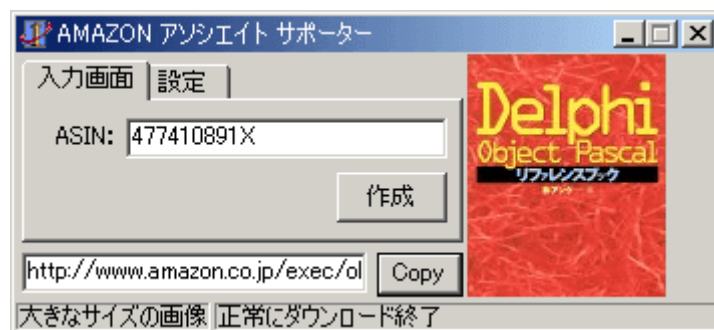 AMAZON アソシエイト サポーター
入力画面 設定
ASIN: 477410891X
作成
http://www.amazon.co.jp/exec/ol
Copy
大きなサイズの画像 正常にダウンロード終了
Delphi
Object Pascal
リファレンスブック